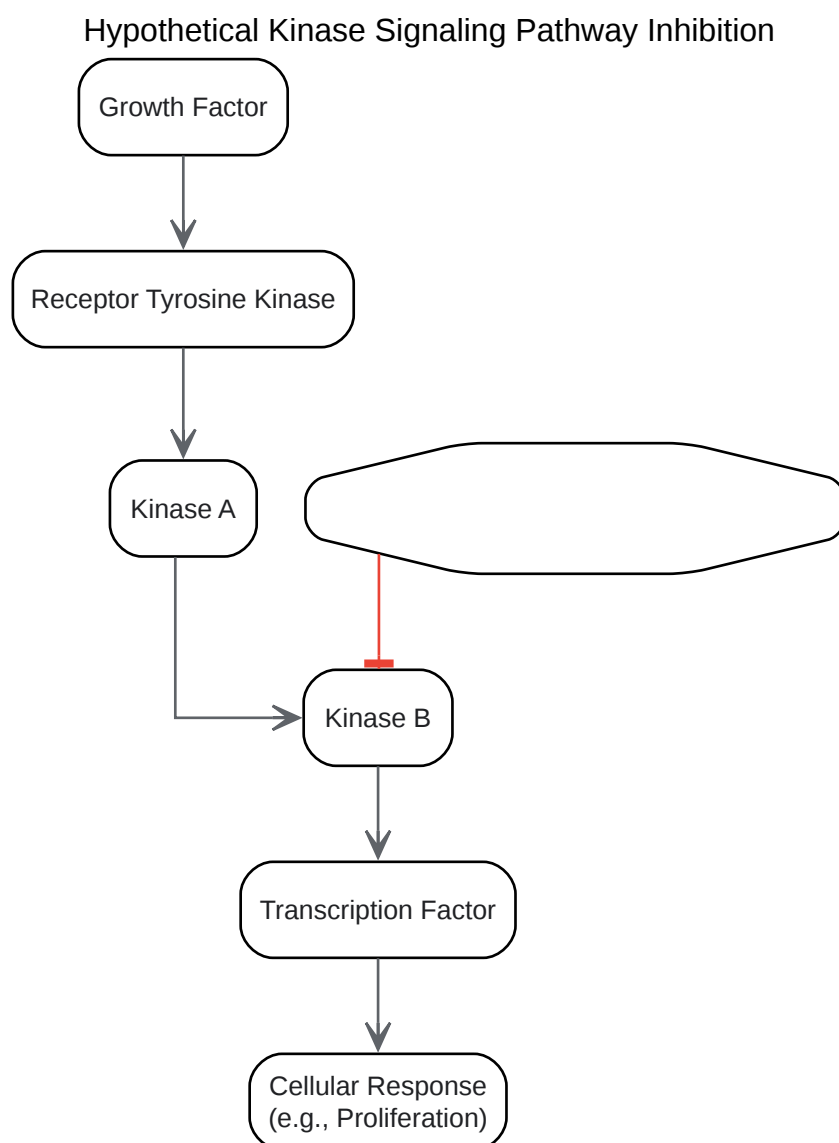 Hypothetical Kinase Signaling Pathway Inhibition
Growth Factor
Receptor Tyrosine Kinase
Kinase A
Kinase B
Transcription Factor
Cellular Response
(e.g., Proliferation)